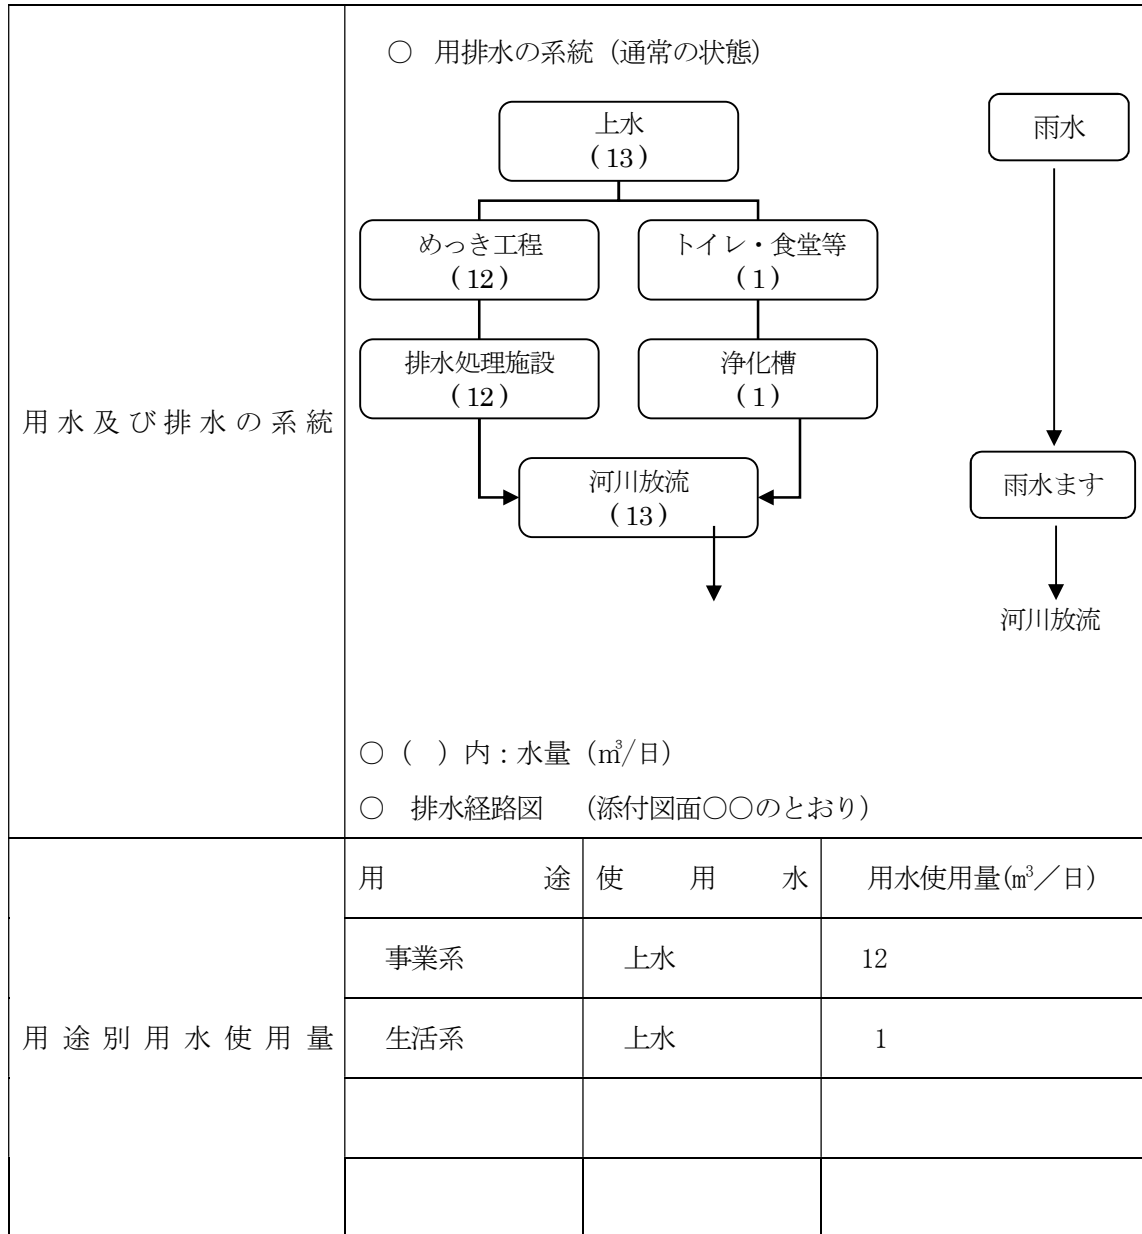 ○ 用排水の系統（通常の状態）
上水
(13)
雨水
めっき工程
(12)
トイレ・食堂等
(1)
排水処理施設
(12)
浄化槽
(1)
用水及び排水の系統
河川放流
(13)
雨水ます
河川放流
○（ ）内：水量（㎥/日）
○ 排水経路図 （添付図面○○のとおり）
用途 使用水 用水使用量(m³／日)
事業系 上水 12
用途別用水使用量 生活系 上水 1